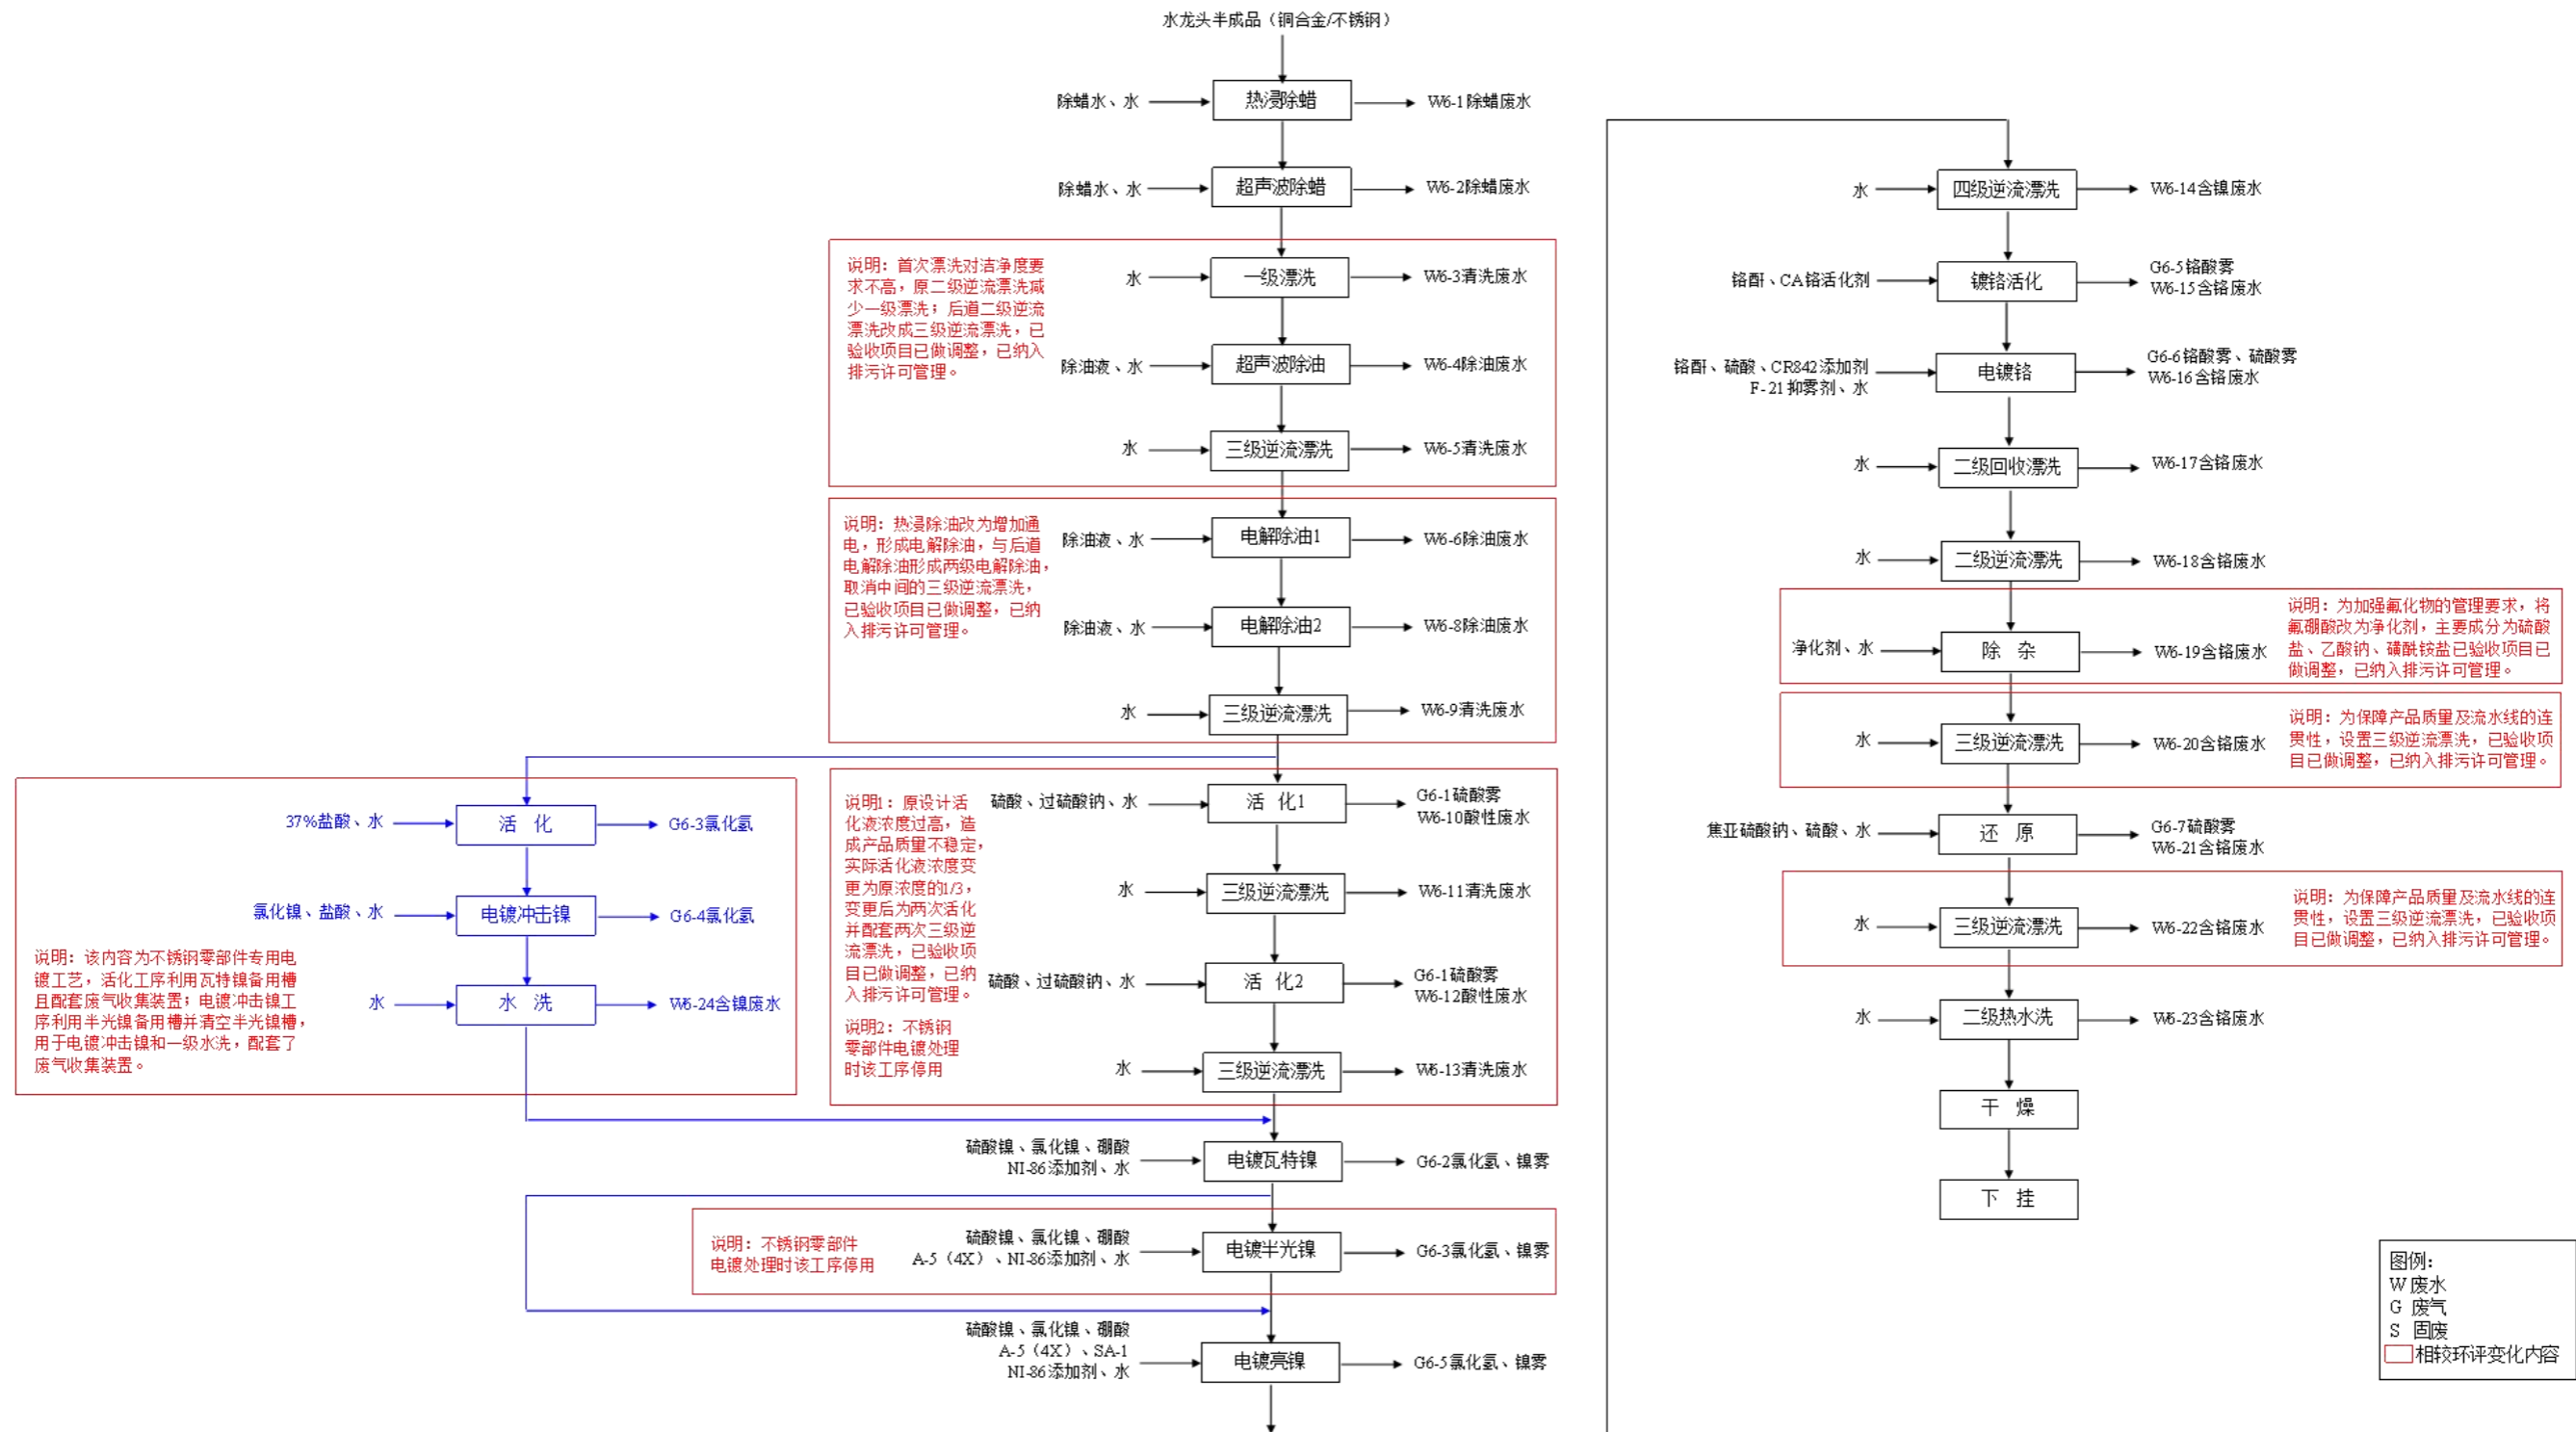 水龙头半成品（铜合金/不锈钢）
除蜡水、水
热浸除蜡
W6-1除蜡废水
除蜡水、水
超声波除蜡
W6-2除蜡废水
说明：首次漂洗对洁净度要
求不高，原二级逆流漂洗减
少一级漂洗；后道二级逆流
漂洗改成三级逆流漂洗，已
验收项目已做调整，已纳入
排污许可管理。
水
一级漂洗
W6-3清洗废水
除油液、水
超声波除油
W6-4除油废水
水
三级逆流漂洗
W6-5清洗废水
说明：热浸除油改为增加通
电，形成电解除油，与后道
电解除油形成两级电解除油，
取消中间的三级逆流漂洗，
已验收项目已做调整，已纳
入排污许可管理。
除油液、水
电解除油1
W6-6除油废水
除油液、水
电解除油2
W6-8除油废水
水
三级逆流漂洗
W6-9清洗废水
37%盐酸、水
活 化
G6-3氯化氢
氯化镍、盐酸、水
电镀冲击镍
G6-4氯化氢
水
水 洗
W6-24含镍废水
说明：该内容为不锈钢零部件专用电
镀工艺，活化工序利用瓦特镍备用槽
且配套废气收集装置；电镀冲击镍工
序利用半光镍备用槽并清空半光镍槽，
用于电镀冲击镍和一级水洗，配套了
废气收集装置。
说明1：原设计活
化液浓度过高，造
成产品质量不稳定，
实际活化液浓度变
更为原浓度的1/3，
变更后为两次活化
并配套两次三级逆
流漂洗，已验收项
目已做调整，已纳
入排污许可管理。
说明2：不锈钢
零部件电镀处理
时该工序停用
硫酸、过硫酸钠、水
活 化1
G6-1硫酸雾
W6-10酸性废水
水
三级逆流漂洗
W6-11清洗废水
硫酸、过硫酸钠、水
活 化2
G6-1硫酸雾
W6-12酸性废水
水
三级逆流漂洗
W6-13清洗废水
硫酸镍、氯化镍、硼酸
NI-86添加剂、水
电镀瓦特镍
G6-2氯化氢、镍雾
说明：不锈钢零部件
电镀处理时该工序停用
硫酸镍、氯化镍、硼酸
A-5（4X）、NI-86添加剂、水
电镀半光镍
G6-3氯化氢、镍雾
硫酸镍、氯化镍、硼酸
A-5（4X）、SA-1
NI-86添加剂、水
电镀亮镍
G6-5氯化氢、镍雾
水
四级逆流漂洗
W6-14含镍废水
铬酐、CA铬活化剂
镀铬活化
G6-5铬酸雾
W6-15含铬废水
铬酐、硫酸、CR842添加剂
F-21抑雾剂、水
电镀铬
G6-6铬酸雾、硫酸雾
W6-16含铬废水
水
二级回收漂洗
W6-17含铬废水
水
二级逆流漂洗
W6-18含铬废水
净化剂、水
除 杂
W6-19含铬废水
说明：为加强氟化物的管理要求，将
氟硼酸改为净化剂，主要成分为硫酸
盐、乙酸钠、磺酰铵盐已验收项目已
做调整，已纳入排污许可管理。
水
三级逆流漂洗
W6-20含铬废水
说明：为保障产品质量及流水线的连
贯性，设置三级逆流漂洗，已验收项
目已做调整，已纳入排污许可管理。
焦亚硫酸钠、硫酸、水
还 原
G6-7硫酸雾
W6-21含铬废水
水
三级逆流漂洗
W6-22含铬废水
说明：为保障产品质量及流水线的连
贯性，设置三级逆流漂洗，已验收项
目已做调整，已纳入排污许可管理。
水
二级热水洗
W6-23含铬废水
干 燥
下 挂
图例：
W 废水
G 废气
S 固废
相较环评变化内容